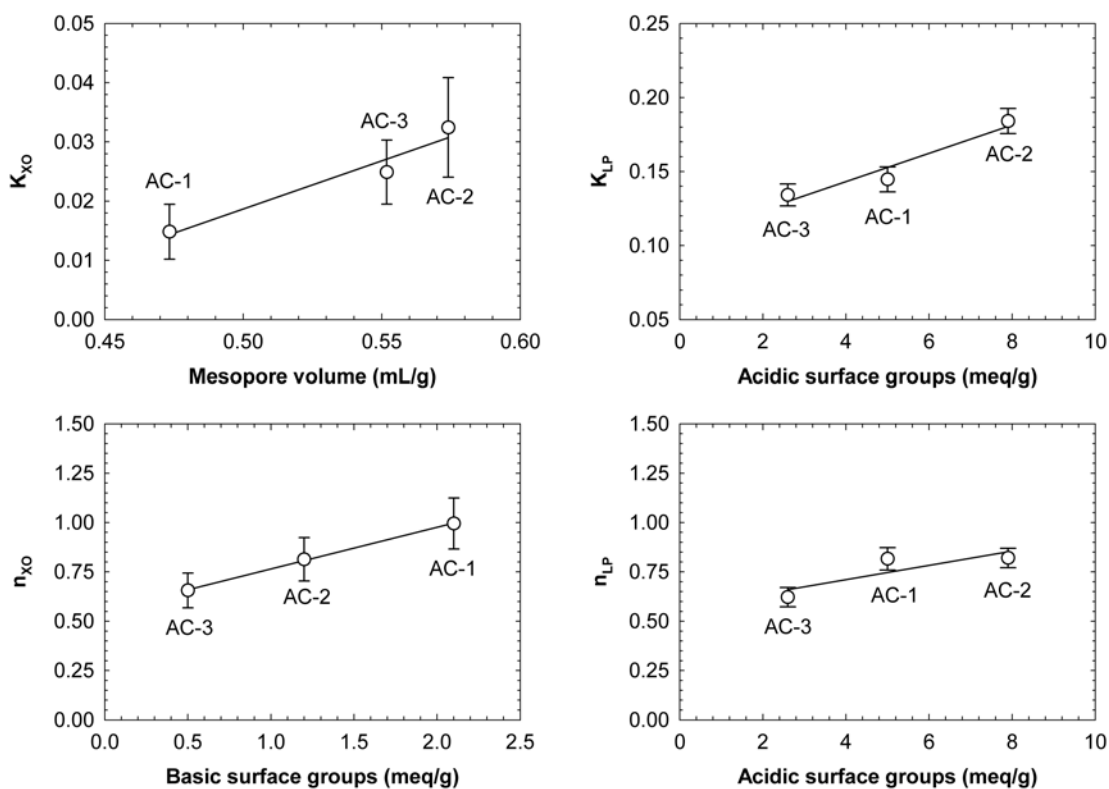 0.05
0.04
0.03
0.02
0.01
0.00
K_XO
AC-1
AC-3
AC-2
0.45 0.50 0.55 0.60
Mesopore volume (mL/g)
0.25
0.20
0.15
0.10
0.05
K_LP
AC-3
AC-1
AC-2
0 2 4 6 8 10
Acidic surface groups (meq/g)
1.50
1.25
1.00
0.75
0.50
0.25
0.00
n_XO
AC-3
AC-2
AC-1
0.0 0.5 1.0 1.5 2.0 2.5
Basic surface groups (meq/g)
1.50
1.25
1.00
0.75
0.50
0.25
0.00
n_LP
AC-3
AC-1
AC-2
0 2 4 6 8 10
Acidic surface groups (meq/g)